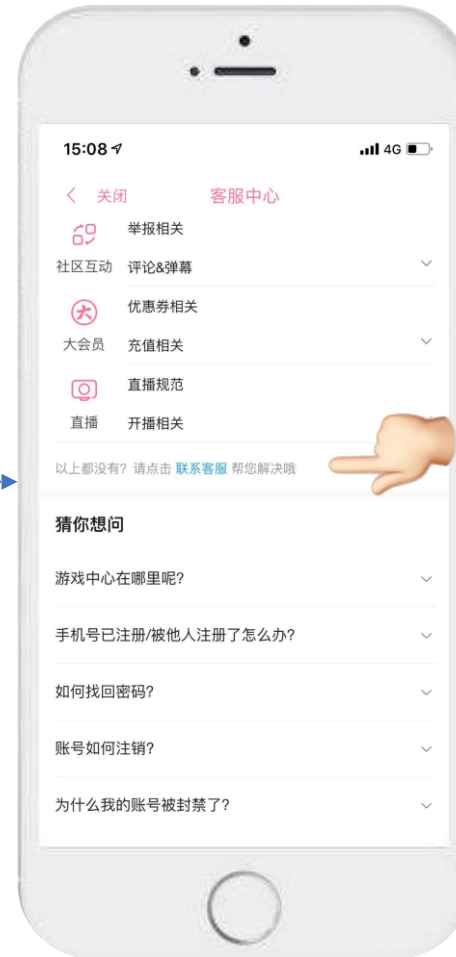 15:08 4G
关闭 客服中心
举报相关
社区互动 评论&弹幕
优惠券相关
大
大会员 充值相关
直播规范
直播 开播相关
以上都没有？请点击 联系客服 帮您解决哦
猜你想问
游戏中心在哪里呢?
手机号已注册/被他人注册了怎么办?
如何找回密码?
账号如何注销?
为什么我的账号被封禁了?